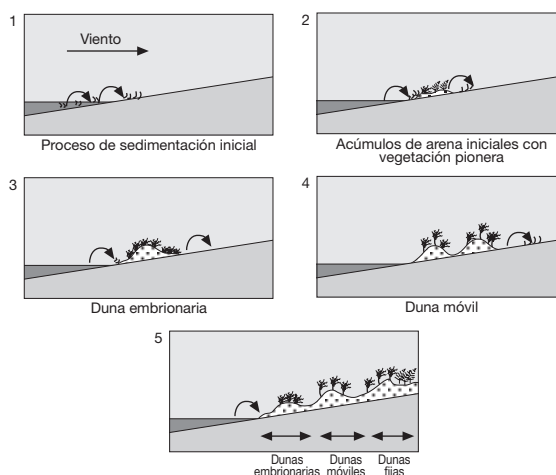 1
Viento
Proceso de sedimentación inicial
2
Acúmulos de arena iniciales con
vegetación pionera
3
Duna embrionaria
4
Duna móvil
5
Dunas
embrionarias
Dunas
móviles
Dunas
fijas